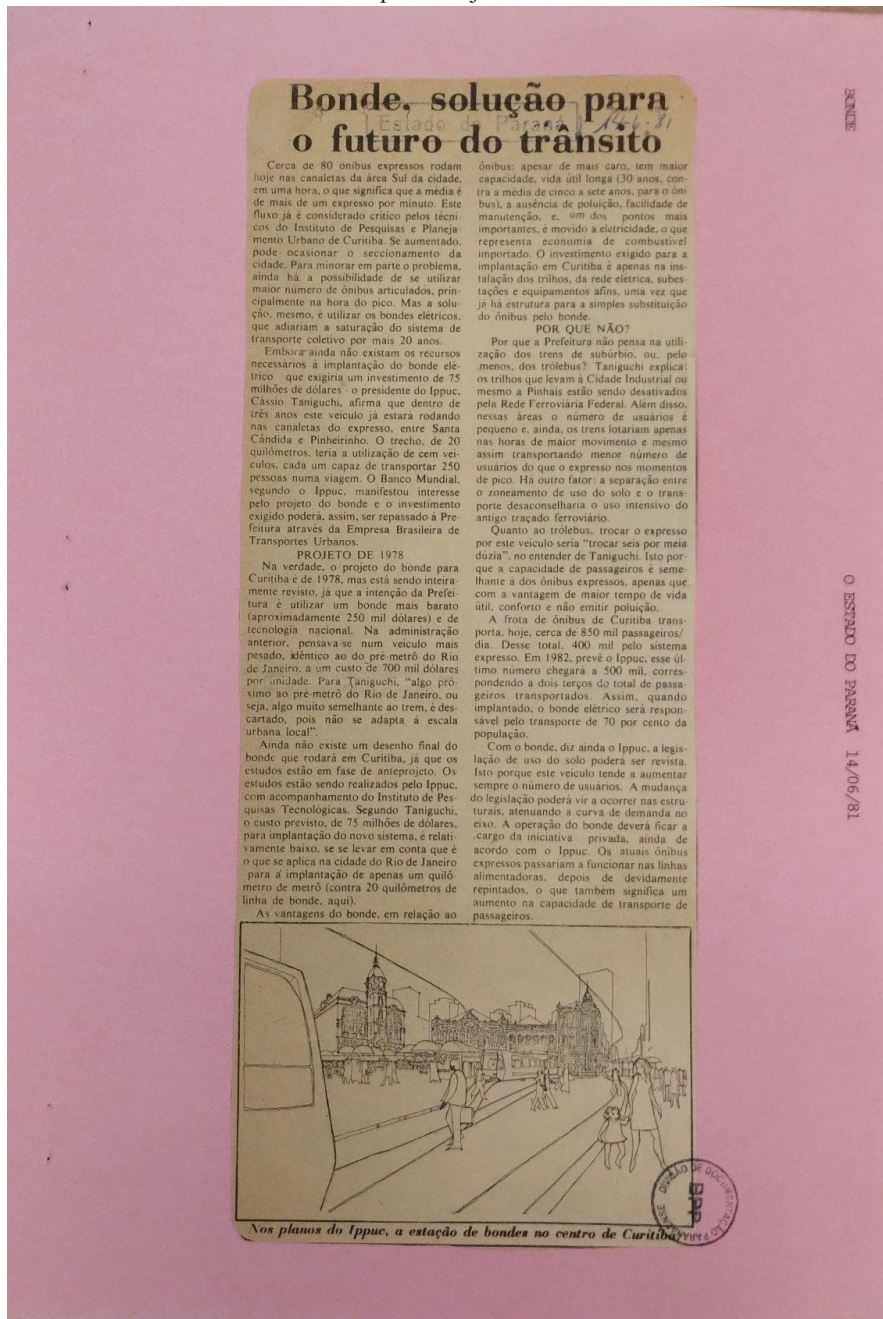 Bonde, solução para
o futuro do trânsito
Estado do Paraná 14-6-81
Cerca de 80 ônibus expressos rodam
hoje nas canaletas da área Sul da cidade,
em uma hora, o que significa que a média é
de mais de um expresso por minuto. Este
fluxo já é considerado crítico pelos técni-
cos do Instituto de Pesquisas e Planeja-
mento Urbano de Curitiba. Se aumentado,
pode ocasionar o seccionamento da
cidade. Para minorar em parte o problema,
ainda há a possibilidade de se utilizar
maior número de ônibus articulados, prin-
cipalmente na hora do pico. Mas a solu-
ção, mesmo, é utilizar os bondes elétricos,
que adiariam a saturação do sistema de
transporte coletivo por mais 20 anos.
Embora ainda não existam os recursos
necessários à implantação do bonde elé-
trico - que exigiria um investimento de 75
milhões de dólares - o presidente do Ippuc,
Cássio Taniguchi, afirma que dentro de
três anos este veículo já estará rodando
nas canaletas do expresso, entre Santa
Cândida e Pinheirinho. O trecho, de 20
quilômetros, teria a utilização de cem veí-
culos, cada um capaz de transportar 250
pessoas numa viagem. O Banco Mundial,
segundo o Ippuc, manifestou interesse
pelo projeto do bonde e o investimento
exigido poderá, assim, ser repassado à Pre-
feitura através da Empresa Brasileira de
Transportes Urbanos.
PROJETO DE 1978
Na verdade, o projeto do bonde para
Curitiba é de 1978, mas está sendo inteira-
mente revisto, já que a intenção da Prefei-
tura é utilizar um bonde mais barato
(aproximadamente 250 mil dólares) e de
tecnologia nacional. Na administração
anterior, pensava-se num veículo mais
pesado, idêntico ao do pré-metrô do Rio
de Janeiro, a um custo de 700 mil dólares
por unidade. Para Taniguchi, "algo pró-
ximo ao pré-metrô do Rio de Janeiro, ou
seja, algo muito semelhante ao trem, é des-
cartado, pois não se adapta à escala
urbana local".
Ainda não existe um desenho final do
bonde que rodará em Curitiba, já que os
estudos estão em fase de anteprojeto. Os
estudos estão sendo realizados pelo Ippuc,
com acompanhamento do Instituto de Pes-
quisas Tecnológicas. Segundo Taniguchi,
o custo previsto, de 75 milhões de dólares,
para implantação do novo sistema, é relati-
vamente baixo, se se levar em conta que é
o que se aplica na cidade do Rio de Janeiro
para a implantação de apenas um quilô-
metro de metrô (contra 20 quilômetros de
linha de bonde, aqui).
As vantagens do bonde, em relação ao
ônibus: apesar de mais caro, tem maior
capacidade, vida útil longa (30 anos, con-
tra a média de cinco a sete anos, para o ôni-
bus), a ausência de poluição, facilidade de
manutenção, e, um dos pontos mais
importantes, é movido a eletricidade, o que
representa economia de combustível
importado. O investimento exigido para a
implantação em Curitiba é apenas na ins-
talação dos trilhos, da rede elétrica, subes-
tações e equipamentos afins, uma vez que
já há estrutura para a simples substituição
do ônibus pelo bonde.
POR QUE NÃO?
Por que a Prefeitura não pensa na utili-
zação dos trens de subúrbio, ou, pelo
menos, dos trólebus? Taniguchi explica:
os trilhos que levam à Cidade Industrial ou
mesmo a Pinhais estão sendo desativados
pela Rede Ferroviária Federal. Além disso,
nessas áreas o número de usuários é
pequeno e, ainda, os trens lotariam apenas
nas horas de maior movimento e mesmo
assim transportando menor número de
usuários do que o expresso nos momentos
de pico. Há outro fator: a separação entre
o zoneamento de uso do solo e o trans-
porte desaconselharia o uso intensivo do
antigo traçado ferroviário.
Quanto ao trólebus, trocar o expresso
por este veículo seria "trocar seis por meia
dúzia", no entender de Taniguchi. Isto por-
que a capacidade de passageiros é seme-
lhante à dos ônibus expressos, apenas que
com a vantagem de maior tempo de vida
útil, conforto e não emitir poluição.
A frota de ônibus de Curitiba trans-
porta, hoje, cerca de 850 mil passageiros/
dia. Desse total, 400 mil pelo sistema
expresso. Em 1982, prevê o Ippuc, esse úl-
timo número chegará a 500 mil, corres-
pondendo a dois terços do total de passa-
geiros transportados. Assim, quando
implantado, o bonde elétrico será respon-
sável pelo transporte de 70 por cento da
população.
Com o bonde, diz ainda o Ippuc, a legis-
lação de uso do solo poderá ser revista.
Isto porque este veículo tende a aumentar
sempre o número de usuários. A mudança
do legislação poderá vir a ocorrer nas estru-
turais, atenuando a curva de demanda no
eixo. A operação do bonde deverá ficar a
cargo da iniciativa privada, ainda de
acordo com o Ippuc. Os atuais ônibus
expressos passariam a funcionar nas linhas
alimentadoras, depois de devidamente
repintados, o que também significa um
aumento na capacidade de transporte de
passageiros.
Nos planos do Ippuc, a estação de bondes no centro de Curitiba
DIVISÃO DE DOCUMENTAÇÃO PARANAENSE
BPP
BONDE
O ESTADO DO PARANÁ 14/06/81